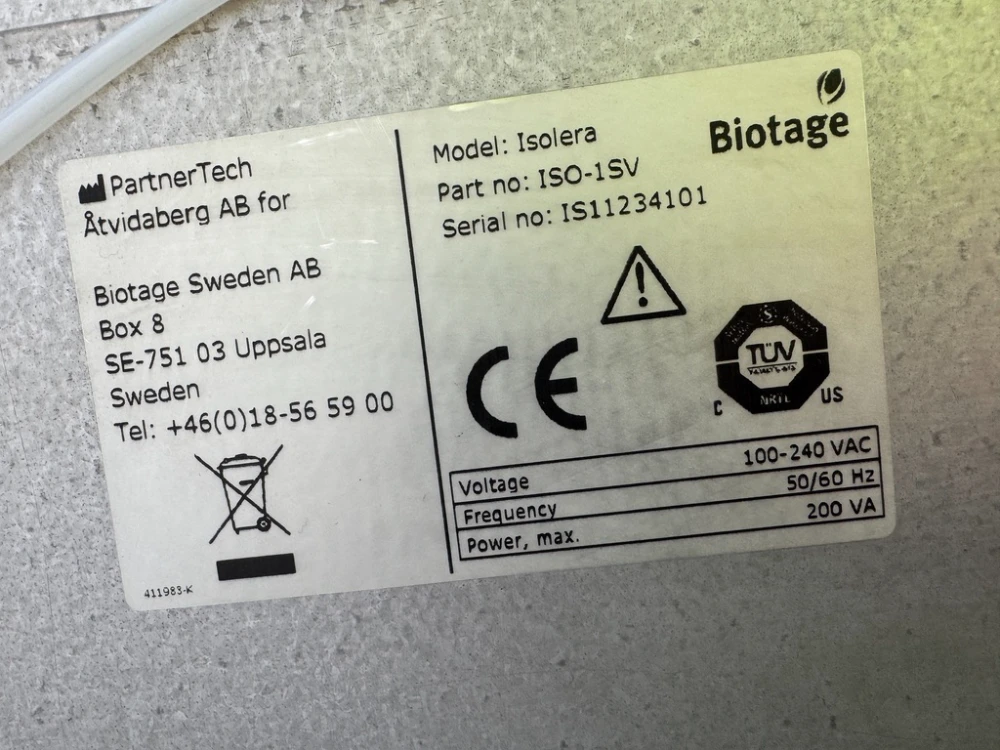 PartnerTech
Åtvidaberg AB for
Biotage Sweden AB
Box 8
SE-751 03 Uppsala
Sweden
Tel: +46(0)18-56 59 00
411983-K
Biotage
Model: Isolera
Part no: ISO-1SV
Serial no: IS11234101
CE
TÜV
NRTL
C US
Voltage 100-240 VAC
Frequency 50/60 Hz
Power, max. 200 VA